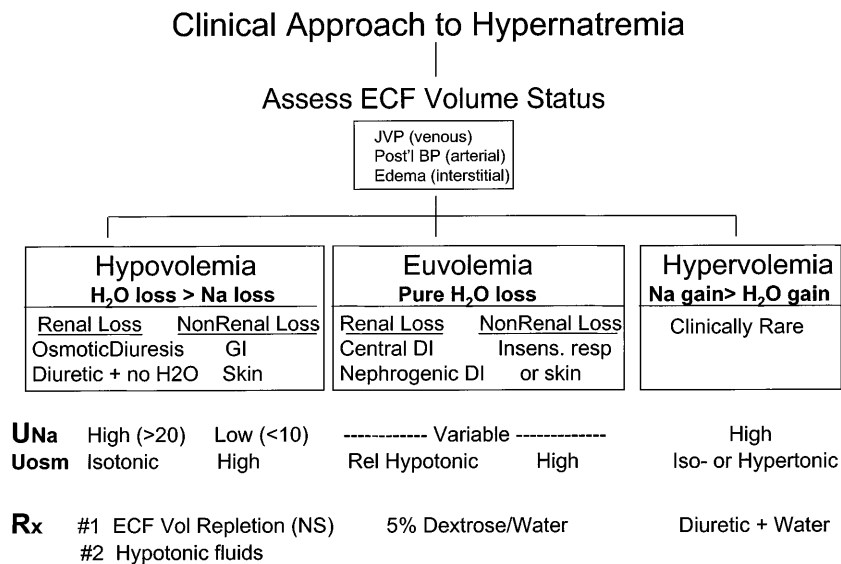 Clinical Approach to Hypernatremia
Assess ECF Volume Status
JVP (venous)
Post'l BP (arterial)
Edema (interstitial)
Hypovolemia
H₂O loss > Na loss
Renal Loss NonRenal Loss
OsmoticDiuresis GI
Diuretic + no H2O Skin
Euvolemia
Pure H₂O loss
Renal Loss NonRenal Loss
Central DI Insens. resp
Nephrogenic DI or skin
Hypervolemia
Na gain> H₂O gain
Clinically Rare
UNa High (>20) Low (<10) ------------ Variable ------------- High
Uosm Isotonic High Rel Hypotonic High Iso- or Hypertonic
Rx #1 ECF Vol Repletion (NS) 5% Dextrose/Water Diuretic + Water
#2 Hypotonic fluids